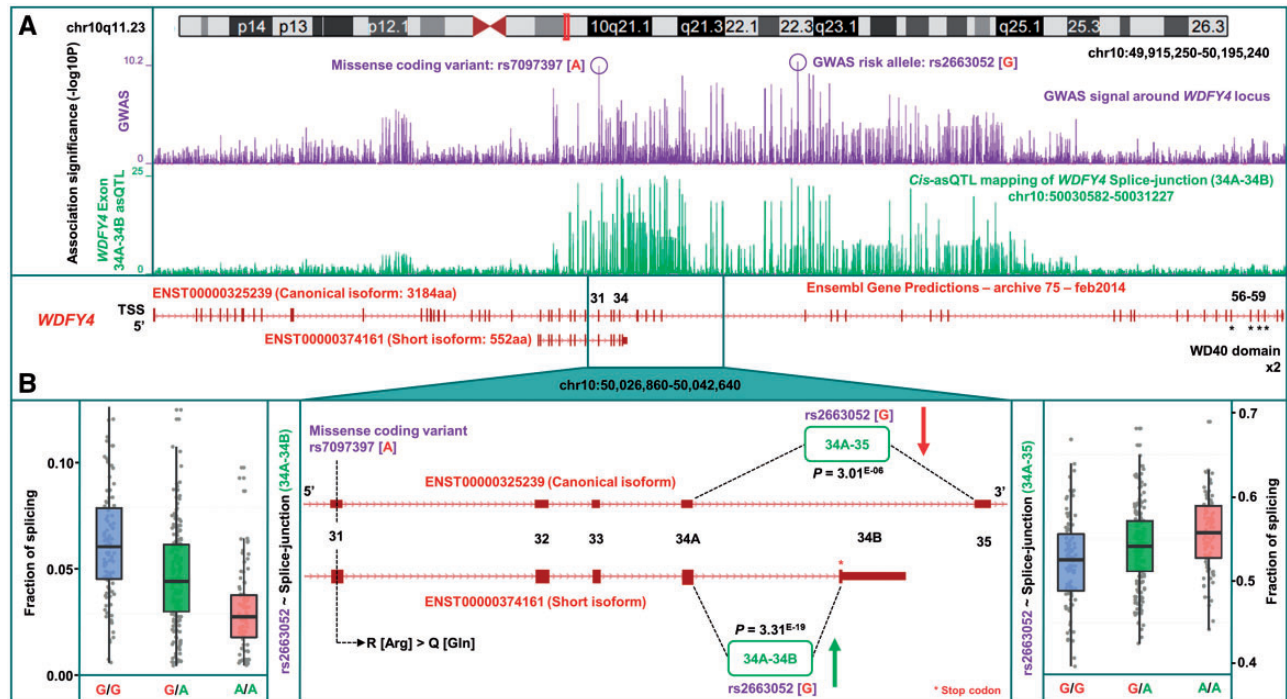 A
chr10q11.23
p14
p13
p12.1
10q21.1
q21.3
22.1
22.3
q23.1
q25.1
25.3
26.3
chr10:49,915,250-50,195,240
Association significance (-log10P)
GWAS
10.2
0
Missense coding variant: rs7097397 [A]
GWAS risk allele: rs2663052 [G]
GWAS signal around WDFY4 locus
WDFY4 Exon
34A-34B asQTL
25
0
Cis-asQTL mapping of WDFY4 Splice-junction (34A-34B)
chr10:50030582-50031227
ENST00000325239 (Canonical isoform: 3184aa)
31 34
Ensembl Gene Predictions – archive 75 – feb2014
56-59
WDFY4
TSS
5'
* * * *
ENST00000374161 (Short isoform: 552aa)
WD40 domain
x2
B
chr10:50,026,860-50,042,640
Fraction of splicing
0.10
0.05
0.00
G/G
G/A
A/A
rs2663052 ~ Splice-junction (34A-34B)
Missense coding variant
rs7097397 [A]
rs2663052 [G]
34A-35
P = 3.01E-06
5'
ENST00000325239 (Canonical isoform)
3'
31
32
33
34A
34B
35
*
ENST00000374161 (Short isoform)
R [Arg] > Q [Gln]
P = 3.31E-19
34A-34B
rs2663052 [G]
* Stop codon
rs2663052 ~ Splice-junction (34A-35)
0.7
0.6
0.5
0.4
Fraction of splicing
G/G
G/A
A/A